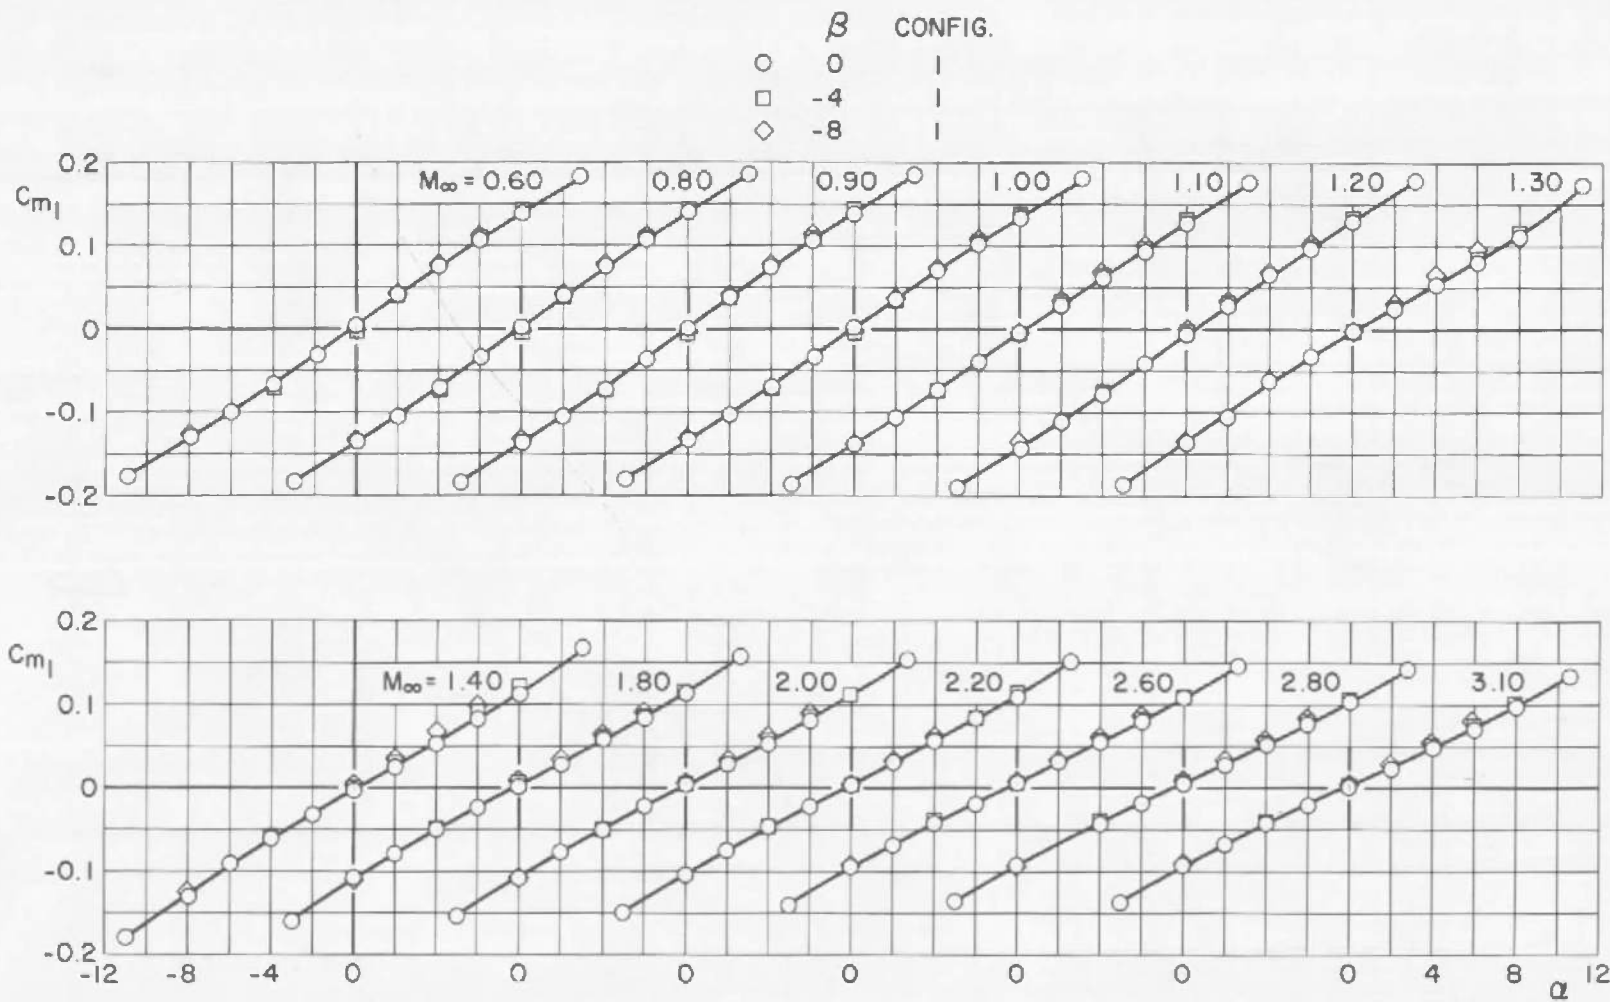 β CONFIG.
○ 0 I
□ -4 I
◇ -8 I
0.2
Cm1
0.1
0
-0.1
-0.2
M∞ = 0.60 0.80 0.90 1.00 1.10 1.20 1.30
0.2
Cm1
0.1
0
-0.1
-0.2
M∞ = 1.40 1.80 2.00 2.20 2.60 2.80 3.10
-12 -8 -4 0 0 0 0 0 0 0 4 8 12
α